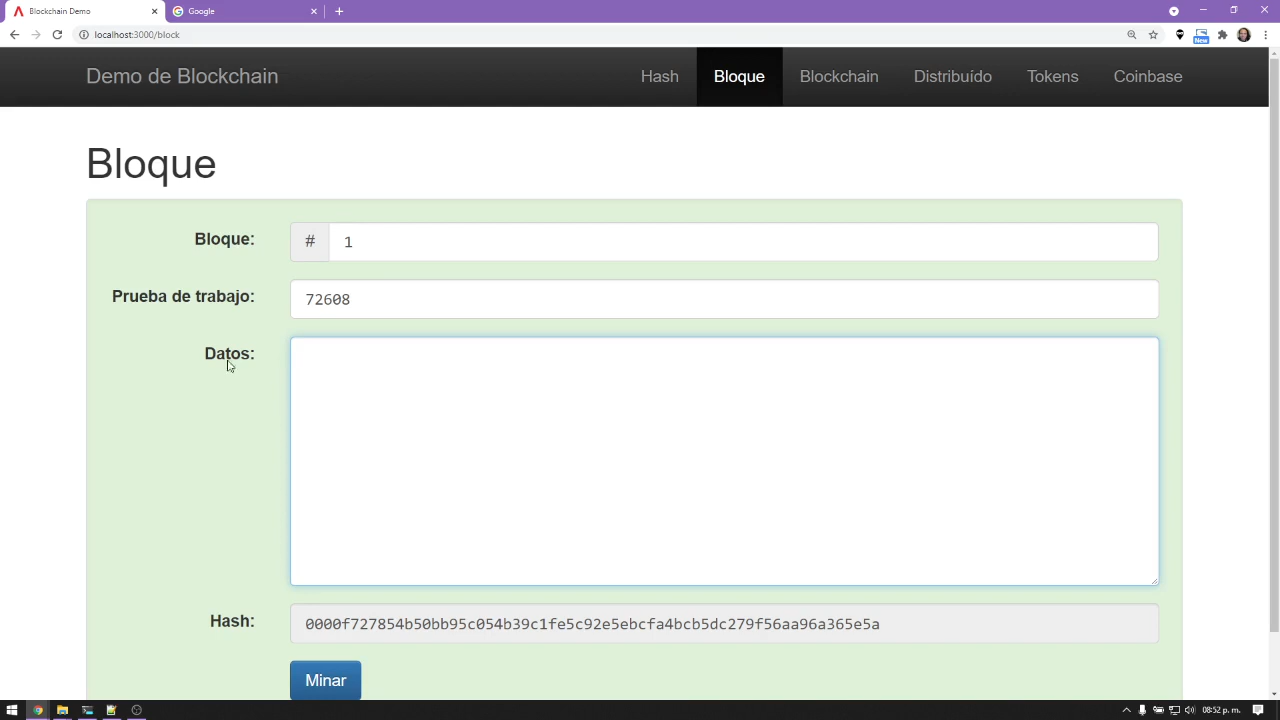 Blockchain Demo
Google
localhost:3000/block
New
Demo de Blockchain
Hash
Bloque
Blockchain
Distribuido
Tokens
Coinbase
Bloque
Bloque:
# 1
Prueba de trabajo:
72608
Datos:
Hash:
0000f727854b50bb95c054b39c1fe5c92e5ebcfa4bcb5dc279f56aa96a365e5a
Minar
08:52 p. m.